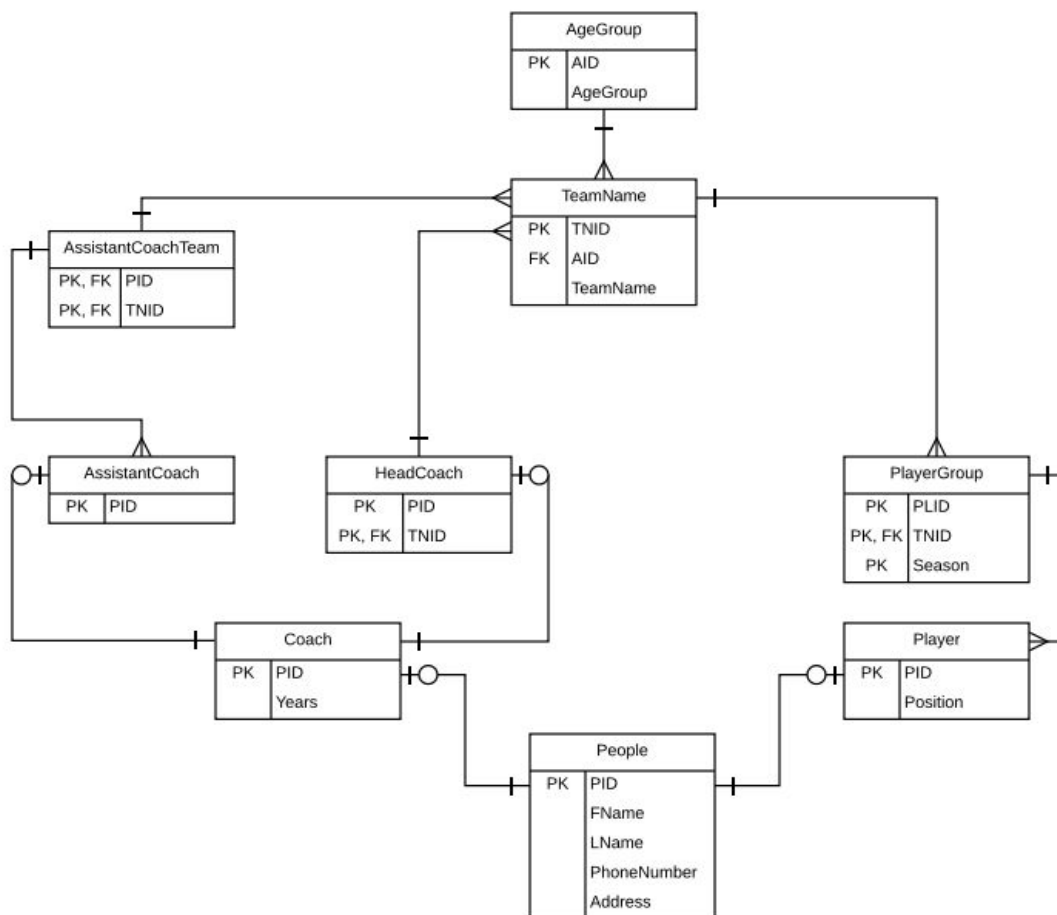 AgeGroup
PK AID
AgeGroup
TeamName
PK TNID
FK AID
TeamName
AssistantCoachTeam
PK, FK PID
PK, FK TNID
AssistantCoach
PK PID
HeadCoach
PK PID
PK, FK TNID
PlayerGroup
PK PLID
PK, FK TNID
PK Season
Coach
PK PID
Years
Player
PK PID
Position
People
PK PID
FName
LName
PhoneNumber
Address